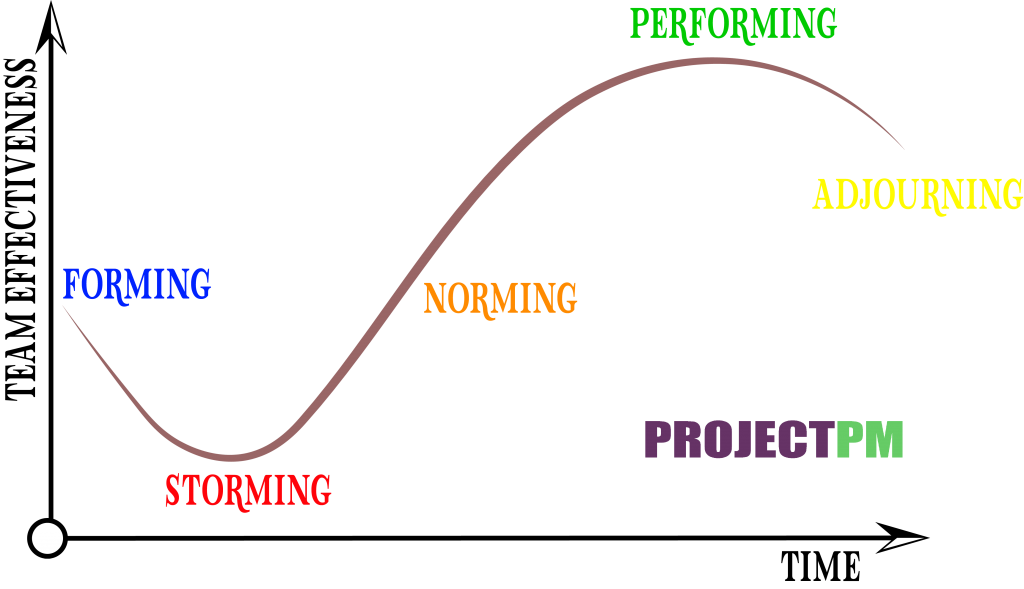 PERFORMING
TEAM EFFECTIVENESS
ADJOURNING
FORMING
NORMING
PROJECTPM
STORMING
TIME